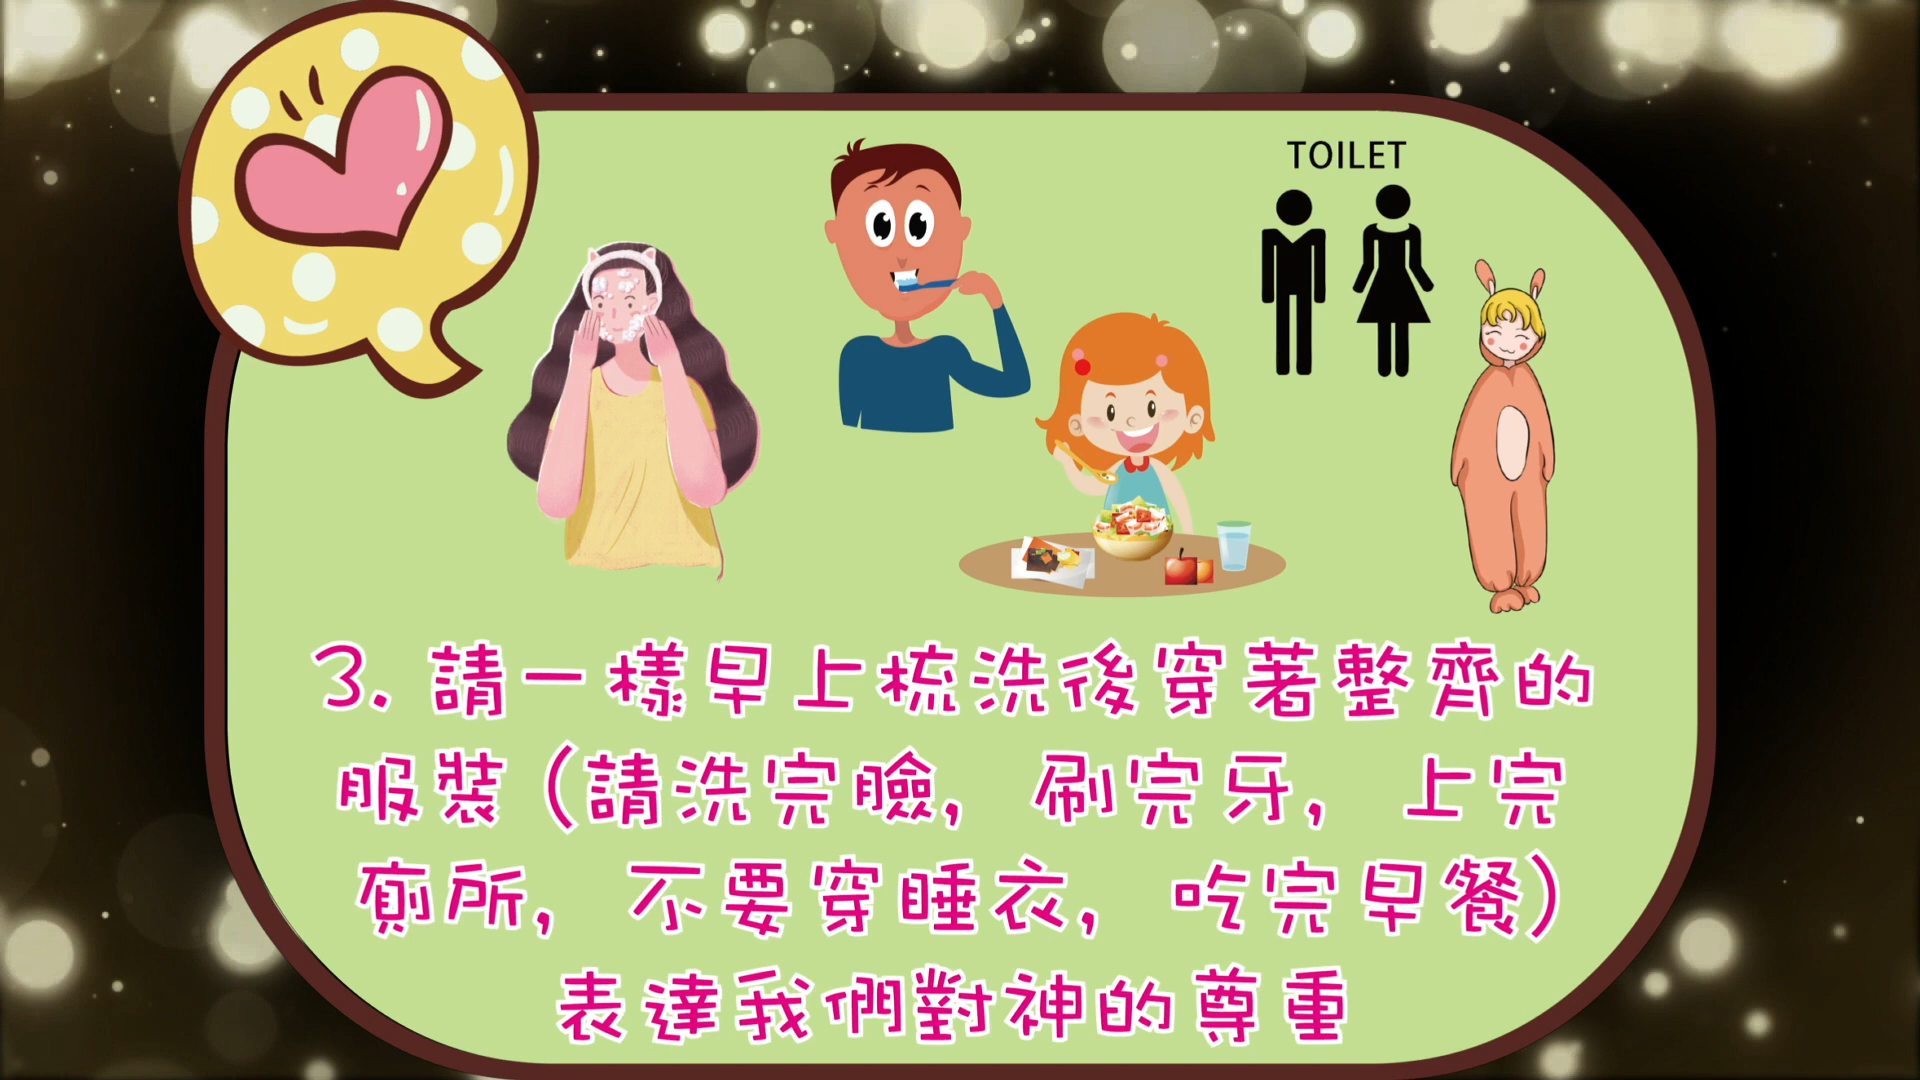 TOILET
3. 請一樣早上梳洗後穿著整齊的
服裝（請洗完臉, 刷完牙, 上完
廁所, 不要穿睡衣, 吃完早餐）
表達我們對神的尊重